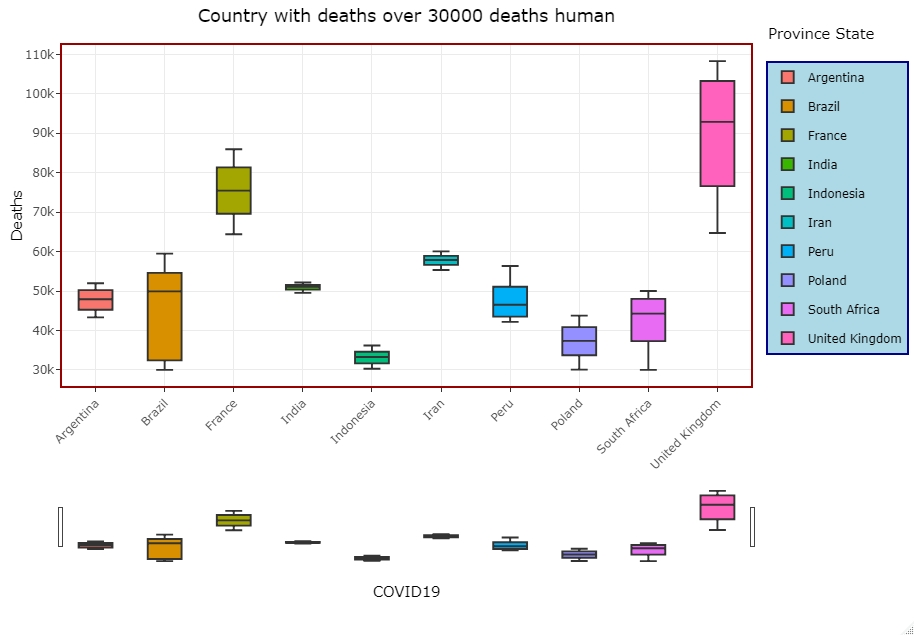 Country with deaths over 30000 deaths human
Province State
Argentina
Brazil
France
India
Indonesia
Iran
Peru
Poland
South Africa
United Kingdom
Deaths
110k
100k
90k
80k
70k
60k
50k
40k
30k
Argentina
Brazil
France
India
Indonesia
Iran
Peru
Poland
South Africa
United Kingdom
COVID19